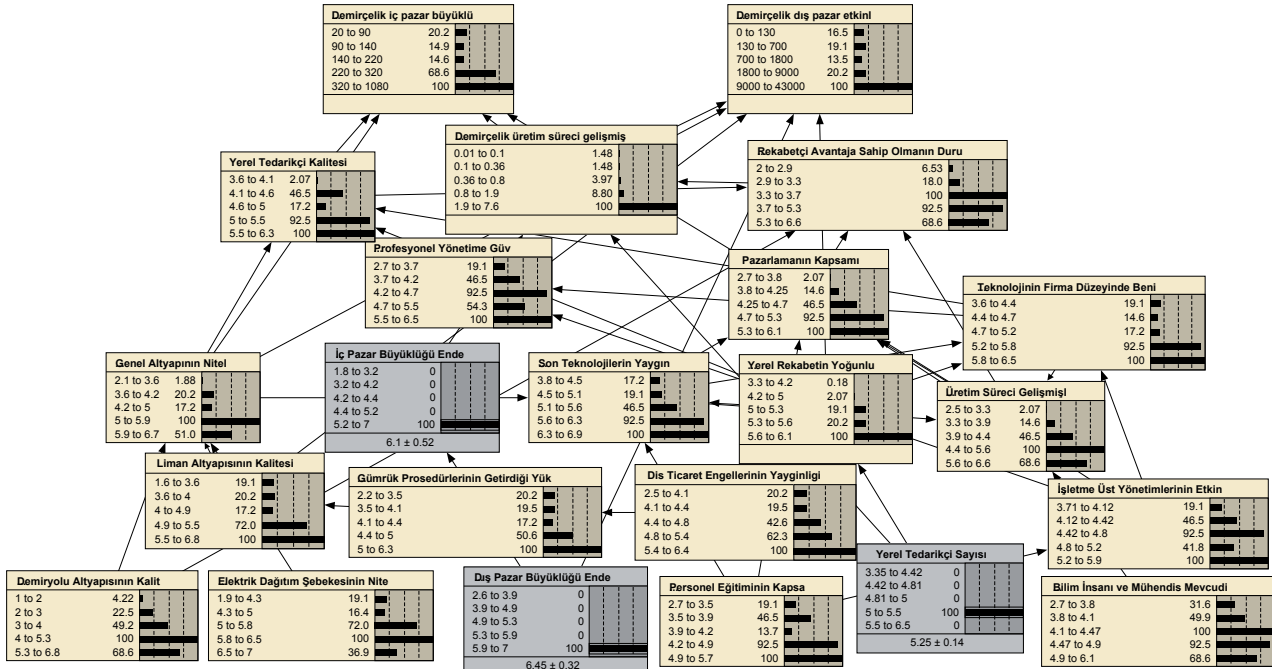 Demirçelik iç pazar büyüklü
20 to 90 20.2
90 to 140 14.9
140 to 220 14.6
220 to 320 68.6
320 to 1080 100
Demirçelik dış pazar etkinl
0 to 130 16.5
130 to 700 19.1
700 to 1800 13.5
1800 to 9000 20.2
9000 to 43000 100
Demirçelik üretim süreci gelişmiş
0.01 to 0.1 1.48
0.1 to 0.36 1.48
0.36 to 0.8 3.97
0.8 to 1.9 8.80
1.9 to 7.6 100
Yerel Tedarikçi Kalitesi
3.6 to 4.1 2.07
4.1 to 4.6 46.5
4.6 to 5 17.2
5 to 5.5 92.5
5.5 to 6.3 100
Rekabetçi Avantaja Sahip Olmanın Duru
2 to 2.9 6.53
2.9 to 3.3 18.0
3.3 to 3.7 100
3.7 to 5.3 92.5
5.3 to 6.6 68.6
Profesyonel Yönetime Güv
2.7 to 3.7 19.1
3.7 to 4.2 46.5
4.2 to 4.7 92.5
4.7 to 5.5 54.3
5.5 to 6.5 100
Pazarlamanın Kapsamı
2.7 to 3.8 2.07
3.8 to 4.25 14.6
4.25 to 4.7 46.5
4.7 to 5.3 92.5
5.3 to 6.1 100
Teknolojinin Firma Düzeyinde Beni
3.6 to 4.4 19.1
4.4 to 4.7 14.6
4.7 to 5.2 17.2
5.2 to 5.8 92.5
5.8 to 6.5 100
Genel Altyapının Nitel
2.1 to 3.6 1.88
3.6 to 4.2 20.2
4.2 to 5 17.2
5 to 5.9 100
5.9 to 6.7 51.0
İç Pazar Büyüklüğü Ende
1.8 to 3.2 0
3.2 to 4.2 0
4.2 to 4.4 0
4.4 to 5.2 0
5.2 to 7 100
6.1 ± 0.52
Son Teknolojilerin Yaygın
3.8 to 4.5 17.2
4.5 to 5.1 19.1
5.1 to 5.6 46.5
5.6 to 6.3 92.5
6.3 to 6.9 100
Yerel Rekabetin Yoğunlu
3.3 to 4.2 0.18
4.2 to 5 2.07
5 to 5.3 19.1
5.3 to 5.6 20.2
5.6 to 6.1 100
Üretim Süreci Gelişmişl
2.5 to 3.3 2.07
3.3 to 3.9 14.6
3.9 to 4.4 46.5
4.4 to 5.6 100
5.6 to 6.6 68.6
Liman Altyapısının Kalitesi
1.6 to 3.6 19.1
3.6 to 4 20.2
4 to 4.9 17.2
4.9 to 5.5 72.0
5.5 to 6.8 100
Gümrük Prosedürlerinin Getirdiği Yük
2.2 to 3.5 20.2
3.5 to 4.1 19.5
4.1 to 4.4 17.2
4.4 to 5 50.6
5 to 6.3 100
Dis Ticaret Engellerinin Yayginligi
2.5 to 4.1 20.2
4.1 to 4.4 19.5
4.4 to 4.8 42.6
4.8 to 5.4 62.3
5.4 to 6.4 100
İşletme Üst Yönetimlerinin Etkin
3.71 to 4.12 19.1
4.12 to 4.42 46.5
4.42 to 4.8 92.5
4.8 to 5.2 41.8
5.2 to 5.9 100
Demiryolu Altyapısının Kalit
1 to 2 4.22
2 to 3 22.5
3 to 4 49.2
4 to 5.3 100
5.3 to 6.8 68.6
Elektrik Dağıtım Şebekesinin Nite
1.9 to 4.3 19.1
4.3 to 5 16.4
5 to 5.8 72.0
5.8 to 6.5 100
6.5 to 7 36.9
Dış Pazar Büyüklüğü Ende
2.6 to 3.9 0
3.9 to 4.9 0
4.9 to 5.3 0
5.3 to 5.9 0
5.9 to 7 100
6.45 ± 0.32
Personel Eğitiminin Kapsa
2.7 to 3.5 19.1
3.5 to 3.9 46.5
3.9 to 4.2 13.7
4.2 to 4.9 92.5
4.9 to 5.7 100
Yerel Tedarikçi Sayısı
3.35 to 4.42 0
4.42 to 4.81 0
4.81 to 5 0
5 to 5.5 100
5.5 to 6.5 0
5.25 ± 0.14
Bilim İnsanı ve Mühendis Mevcudi
2.7 to 3.8 31.6
3.8 to 4.1 49.9
4.1 to 4.47 100
4.47 to 4.9 92.5
4.9 to 6.1 68.6